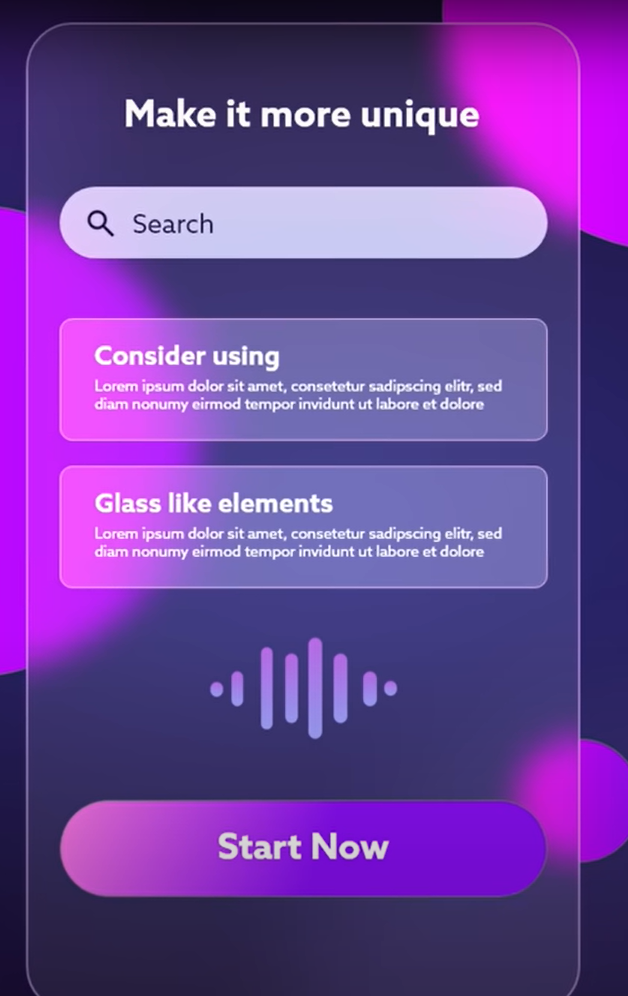 Make it more unique
Search
Consider using
Lorem ipsum dolor sit amet, consetetur sadipscing elitr, sed
diam nonumy eirmod tempor invidunt ut labore et dolore
Glass like elements
Lorem ipsum dolor sit amet, consetetur sadipscing elitr, sed
diam nonumy eirmod tempor invidunt ut labore et dolore
Start Now